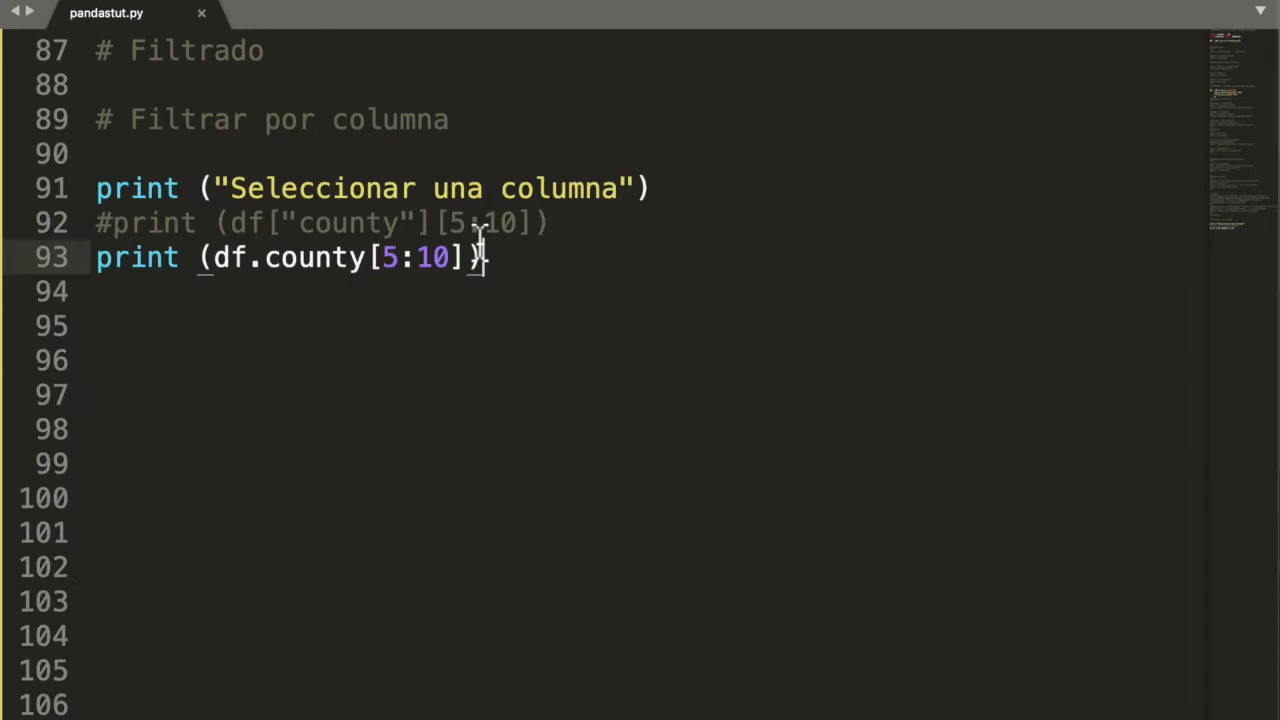 pandastut.py
87 # Filtrado
88
89 # Filtrar por columna
90
91 print ("Seleccionar una columna")
92 #print (df["county"][5:10])
93 print (df.county[5:10])
94
95
96
97
98
99
100
101
102
103
104
105
106